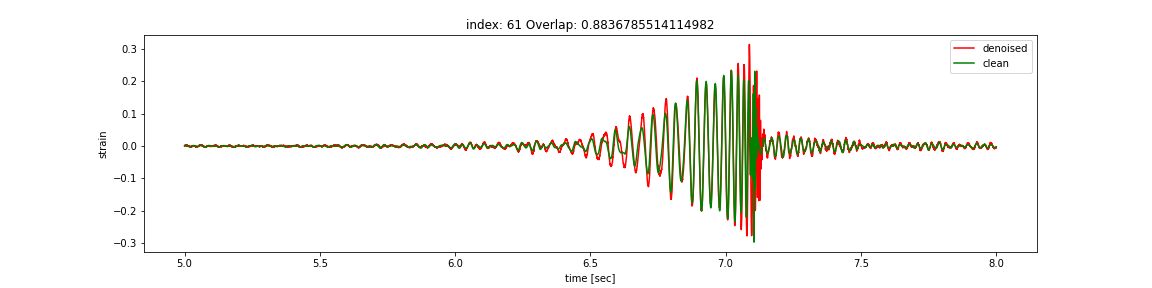 index: 61 Overlap: 0.8836785514114982
denoised
clean
strain
0.3
0.2
0.1
0.0
−0.1
−0.2
−0.3
5.0 5.5 6.0 6.5 7.0 7.5 8.0
time [sec]